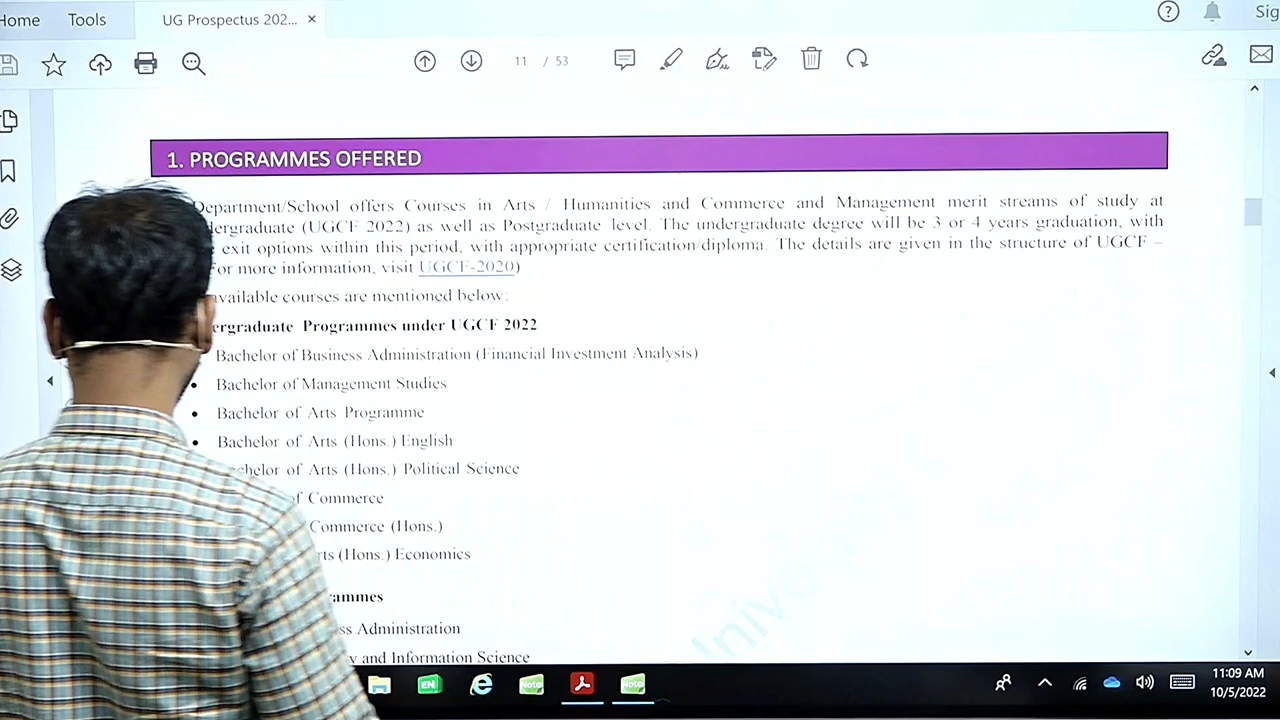 Home Tools UG Prospectus 202... ×
Sig
11 / 53
1. PROGRAMMES OFFERED
Department/School offers Courses in Arts / Humanities and Commerce and Management merit streams of study at
dergraduate (UGCF 2022) as well as Postgraduate level. The undergraduate degree will be 3 or 4 years graduation, with
exit options within this period, with appropriate certification/diploma. The details are given in the structure of UGCF –
or more information, visit UGCF-2020)
available courses are mentioned below:
ergraduate Programmes under UGCF 2022
Bachelor of Business Administration (Financial Investment Analysis)
• Bachelor of Management Studies
• Bachelor of Arts Programme
• Bachelor of Arts (Hons.) English
chelor of Arts (Hons.) Political Science
of Commerce
Commerce (Hons.)
rts (Hons.) Economics
ammes
ss Administration
y and Information Science
Unive
EN
Note
Note
11:09 AM
10/5/2022